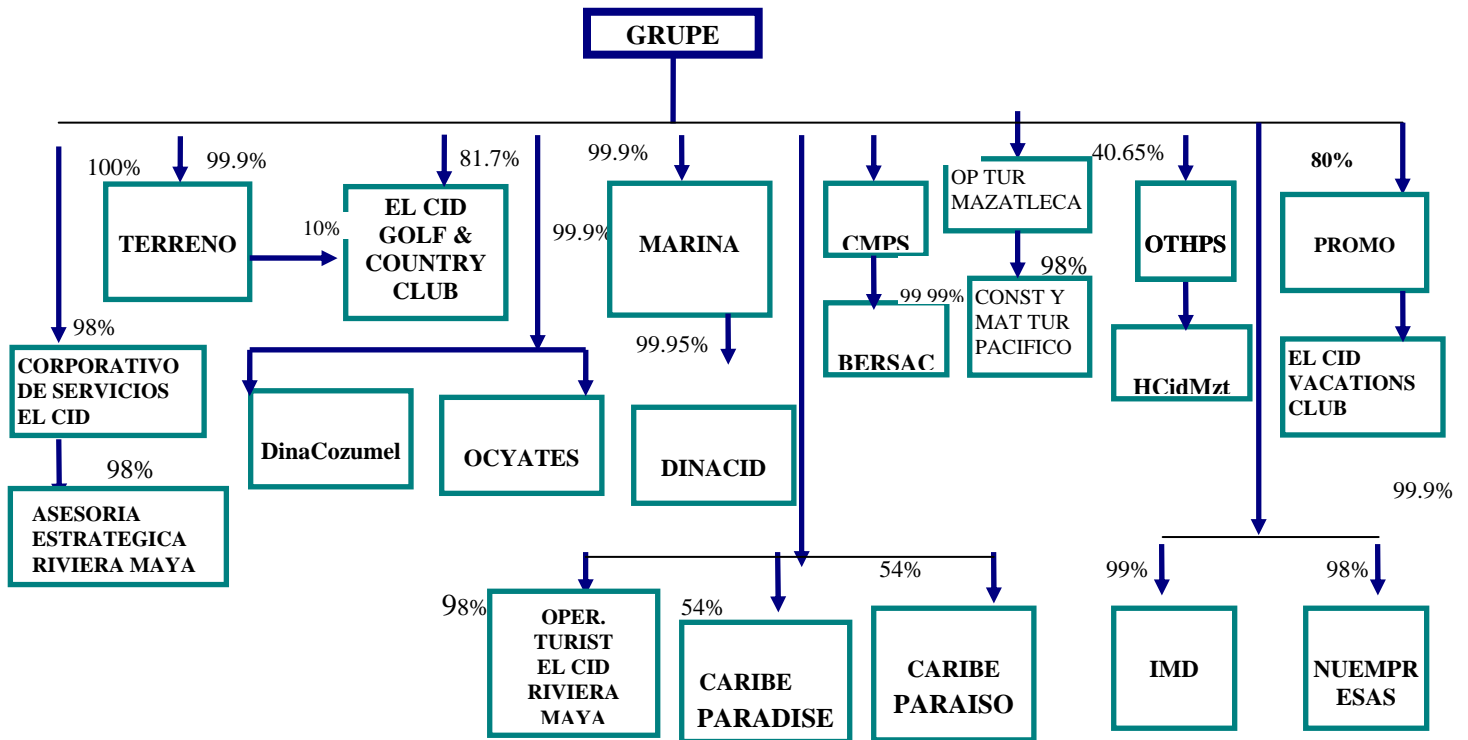 GRUPE
100%
99.9%
81.7%
99.9%
40.65%
80%
TERRENO
10%
EL CID
GOLF &
COUNTRY
CLUB
99.9%
MARINA
CMPS
OP TUR
MAZATLECA
OTHPS
PROMO
98%
CORPORATIVO
DE SERVICIOS
EL CID
DinaCozumel
OCYATES
99.95%
DINACID
99 99%
BERSAC
98%
CONST Y
MAT TUR
PACIFICO
HCidMzt
EL CID
VACATIONS
CLUB
98%
ASESORIA
ESTRATEGICA
RIVIERA MAYA
99.9%
98%
OPER.
TURIST
EL CID
RIVIERA
MAYA
54%
CARIBE
PARADISE
54%
CARIBE
PARAISO
99%
IMD
98%
NUEMPR
ESAS